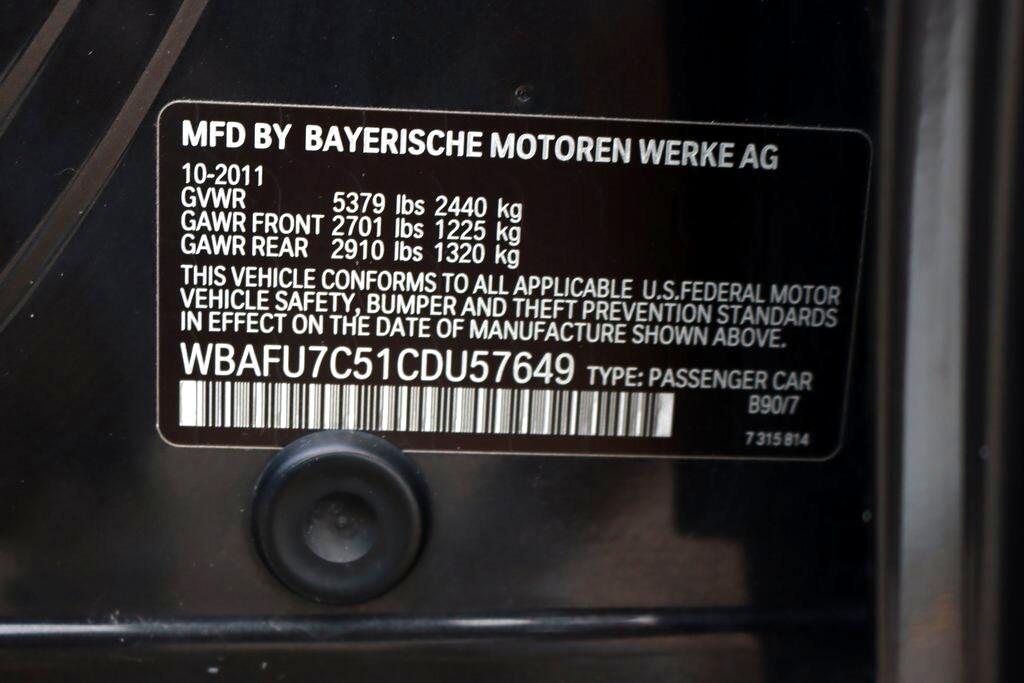 MFD BY BAYERISCHE MOTOREN WERKE AG
10-2011
GVWR 5379 lbs 2440 kg
GAWR FRONT 2701 lbs 1225 kg
GAWR REAR 2910 lbs 1320 kg
THIS VEHICLE CONFORMS TO ALL APPLICABLE U.S.FEDERAL MOTOR
VEHICLE SAFETY, BUMPER AND THEFT PREVENTION STANDARDS
IN EFFECT ON THE DATE OF MANUFACTURE SHOWN ABOVE.
WBAFU7C51CDU57649 TYPE: PASSENGER CAR
B90/7
7 315 814